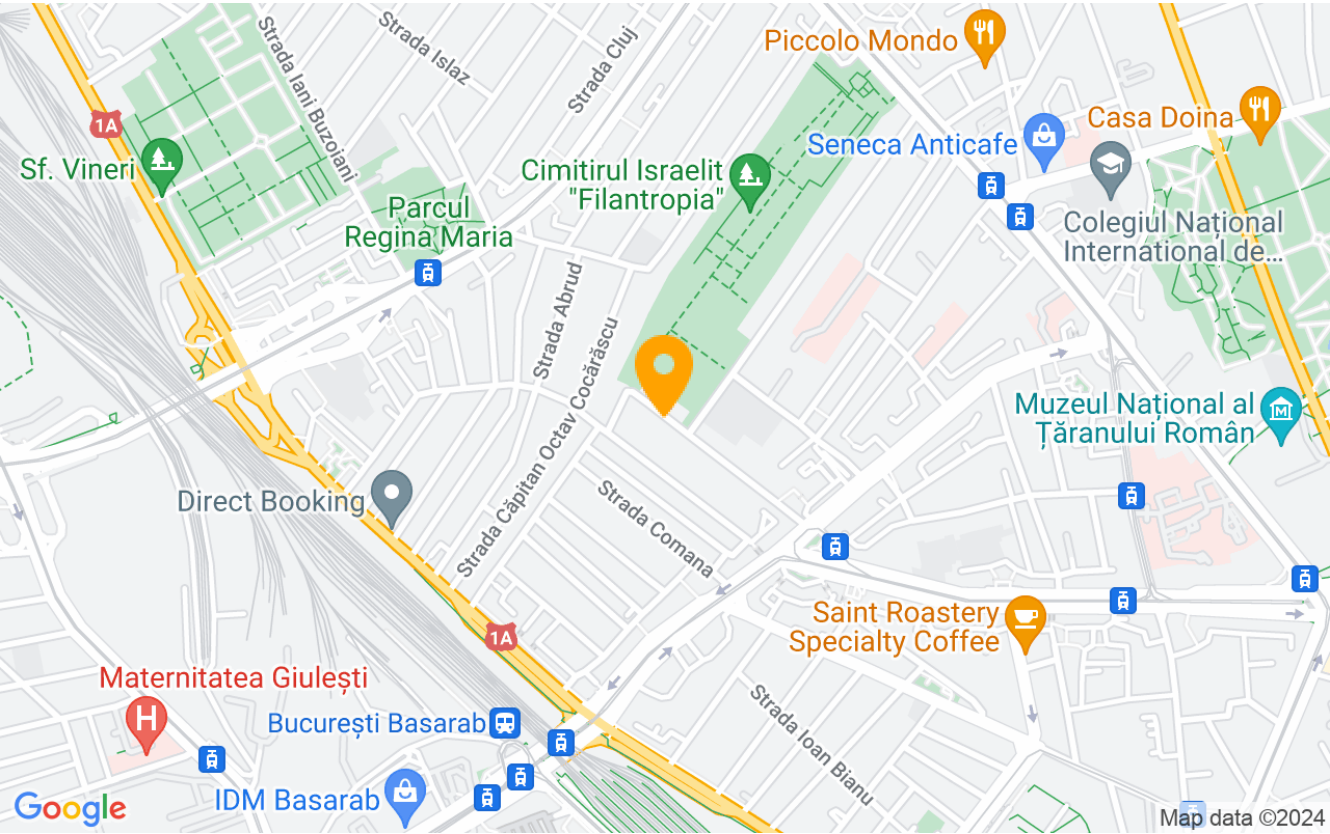 Strada Islaz
Strada Cluj
Strada Iani Buzoiani
Piccolo Mondo
1A
Casa Doina
Seneca Anticafe
Sf. Vineri
Cimitirul Israelit
"Filantropia"
Parcul
Regina Maria
Colegiul Național
International de...
Strada Abrud
Strada Căpitan Octav Cocărăscu
Muzeul Național al
Țăranului Român
M
Direct Booking
Strada Comana
Saint Roastery
Specialty Coffee
1A
Maternitatea Giulești
H
București Basarab
Strada Ioan Bianu
IDM Basarab
Google
Map data ©2024